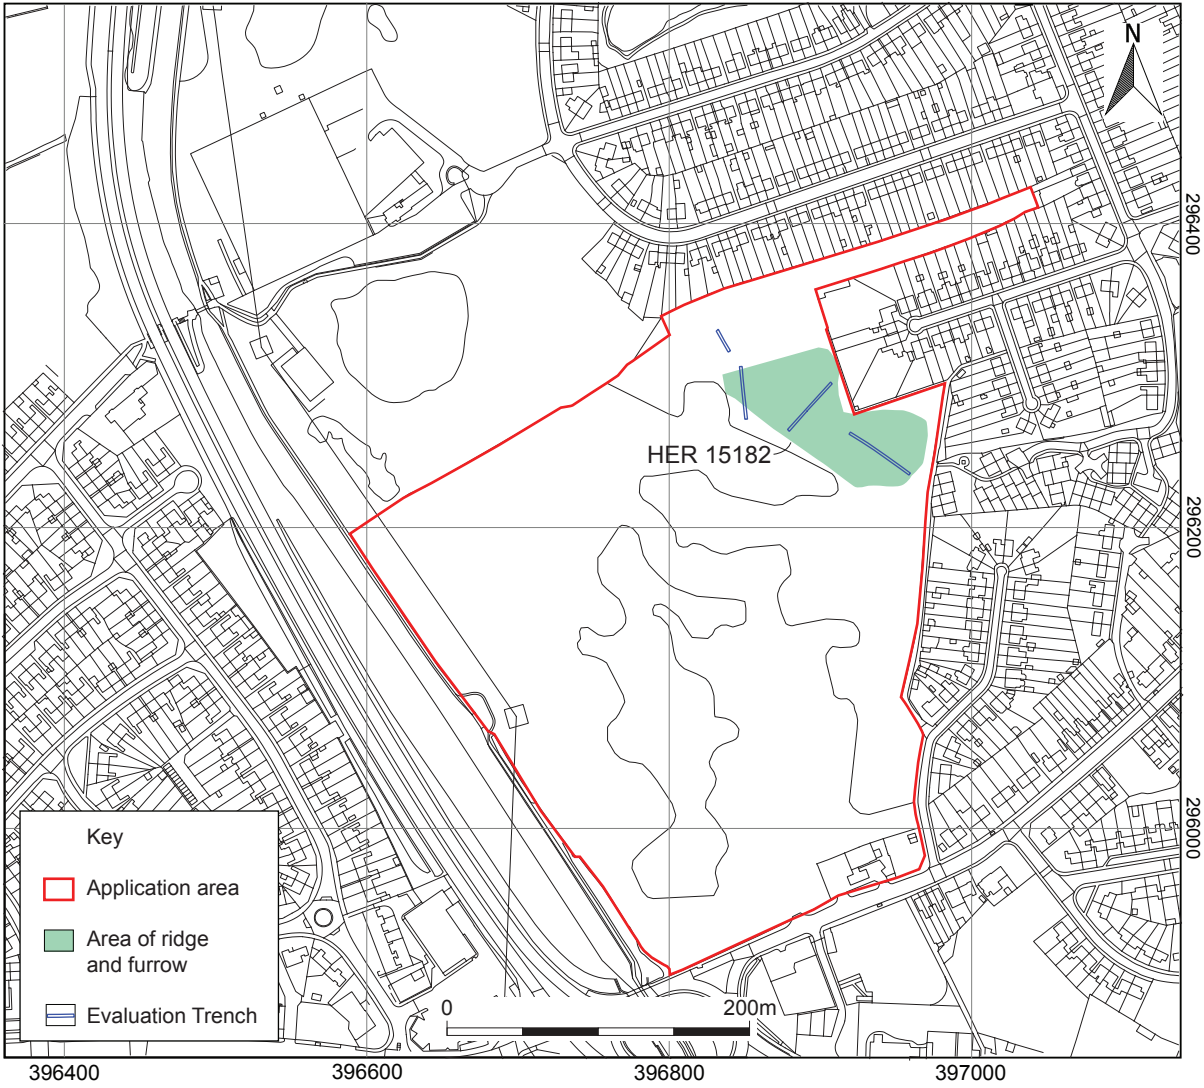 N
296400
HER 15182
296200
296000
Key
Application area
Area of ridge
and furrow
Evaluation Trench
0 200m
396400 396600 396800 397000